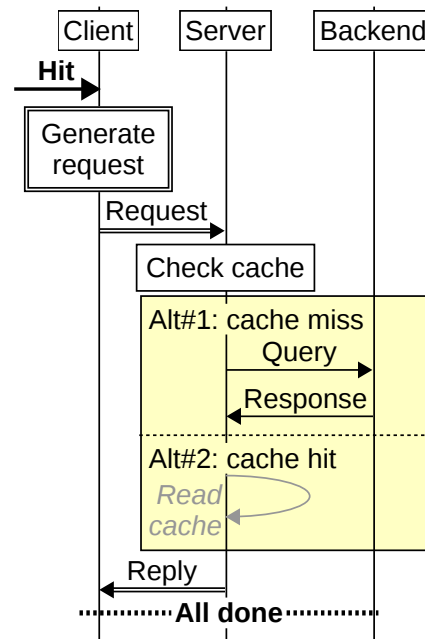 Client Server Backend
Hit
Generate
request
Request
Check cache
Alt#1: cache miss
Query
Response
Alt#2: cache hit
Read
cache
Reply
All done